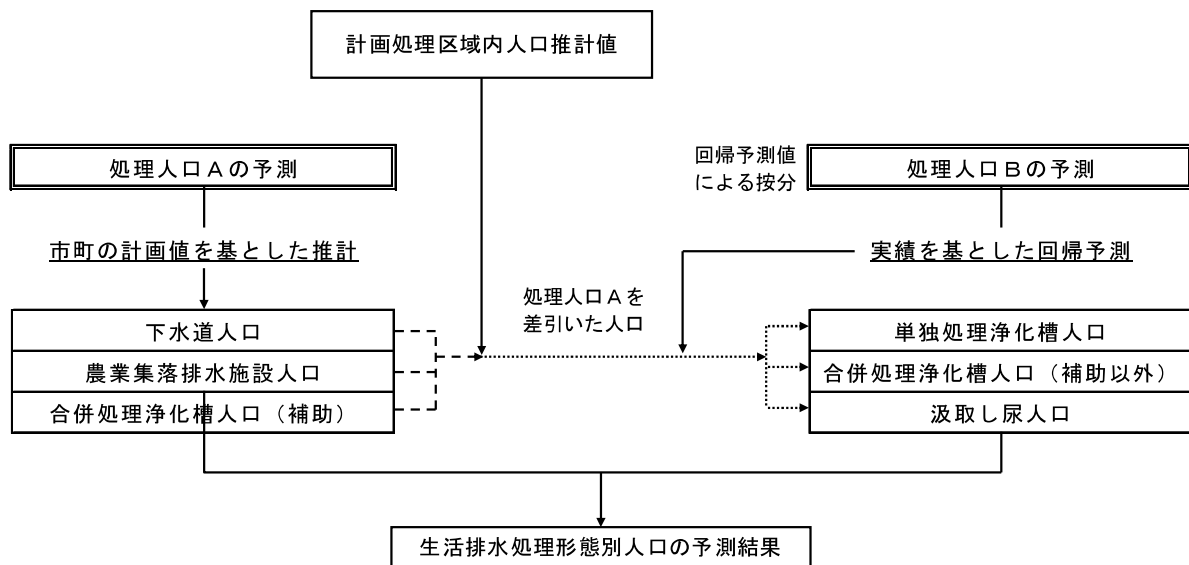 計画処理区域内人口推計値
処理人口Ａの予測
回帰予測値
による按分
処理人口Ｂの予測
市町の計画値を基とした推計
実績を基とした回帰予測
処理人口Ａを
差引いた人口
下水道人口
農業集落排水施設人口
合併処理浄化槽人口（補助）
単独処理浄化槽人口
合併処理浄化槽人口（補助以外）
汲取し尿人口
生活排水処理形態別人口の予測結果